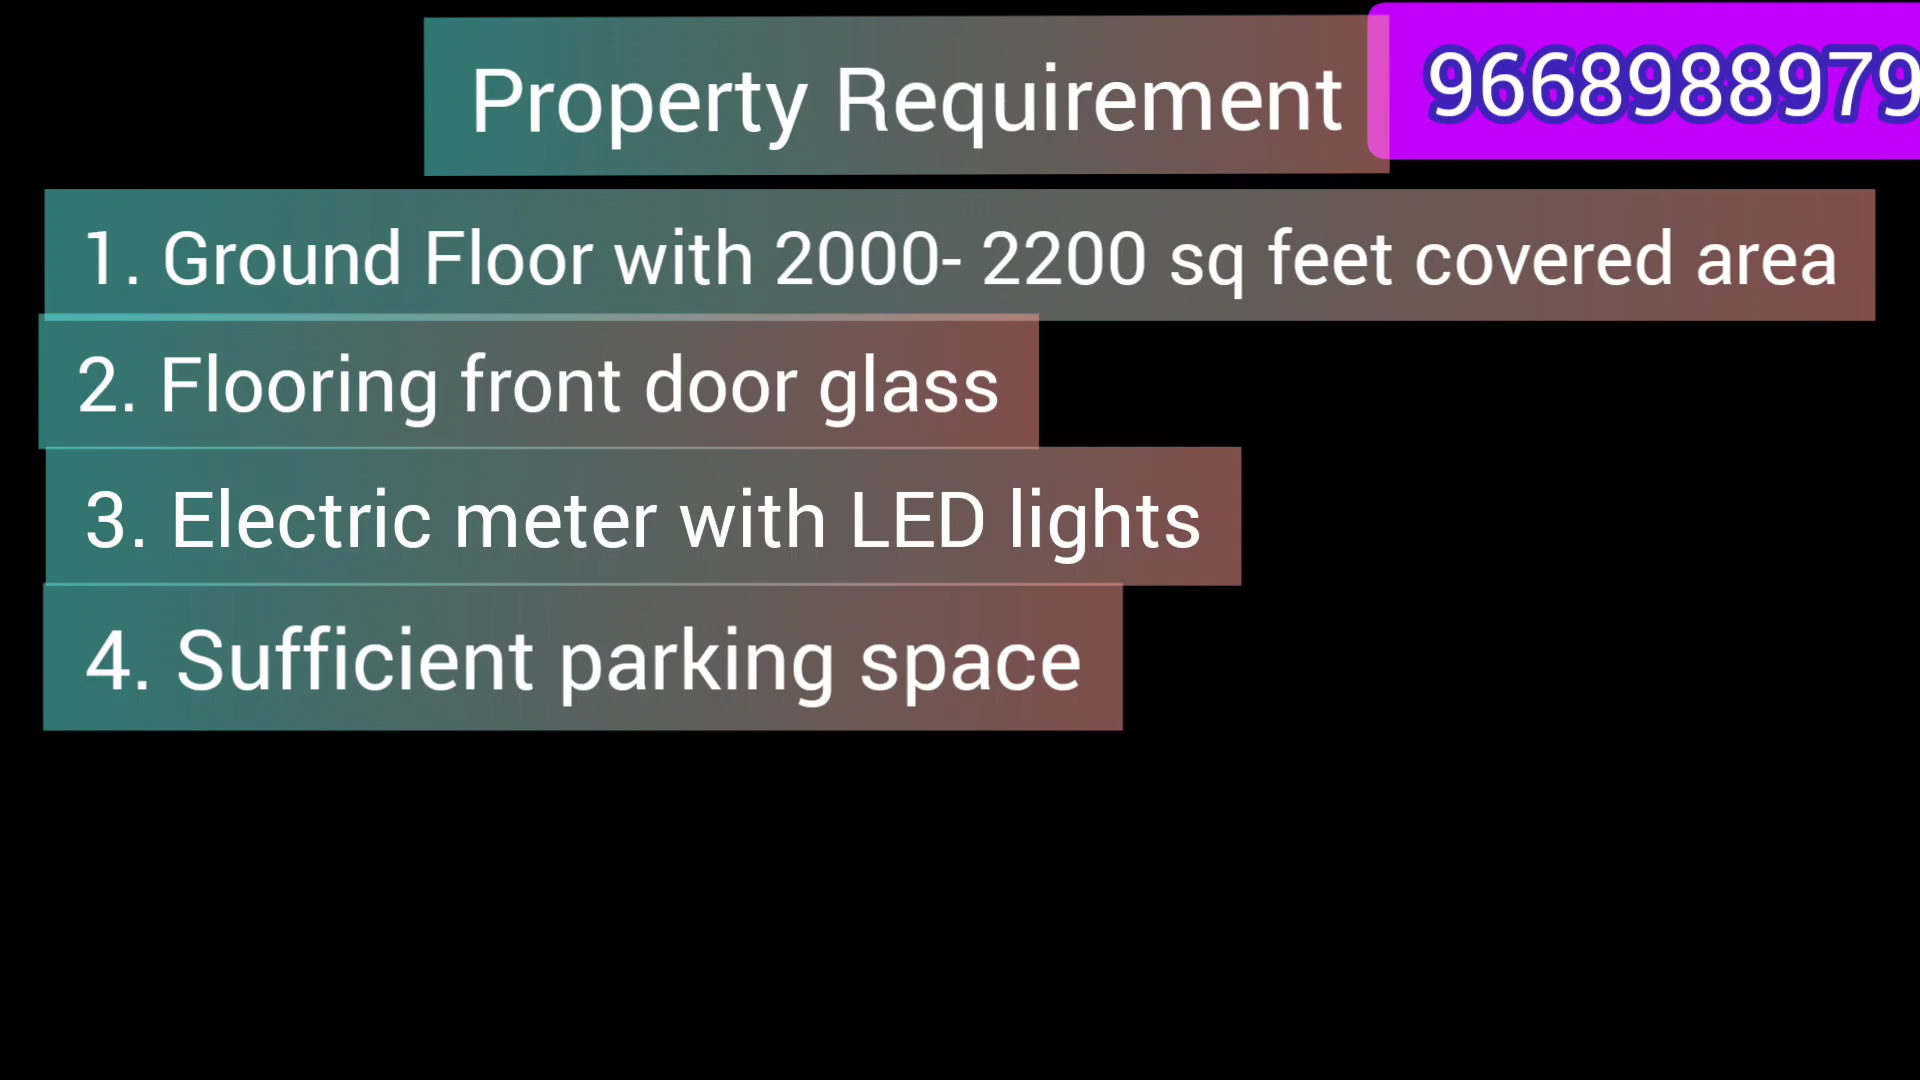 Property Requirement
9668988979
1. Ground Floor with 2000- 2200 sq feet covered area
2. Flooring front door glass
3. Electric meter with LED lights
4. Sufficient parking space